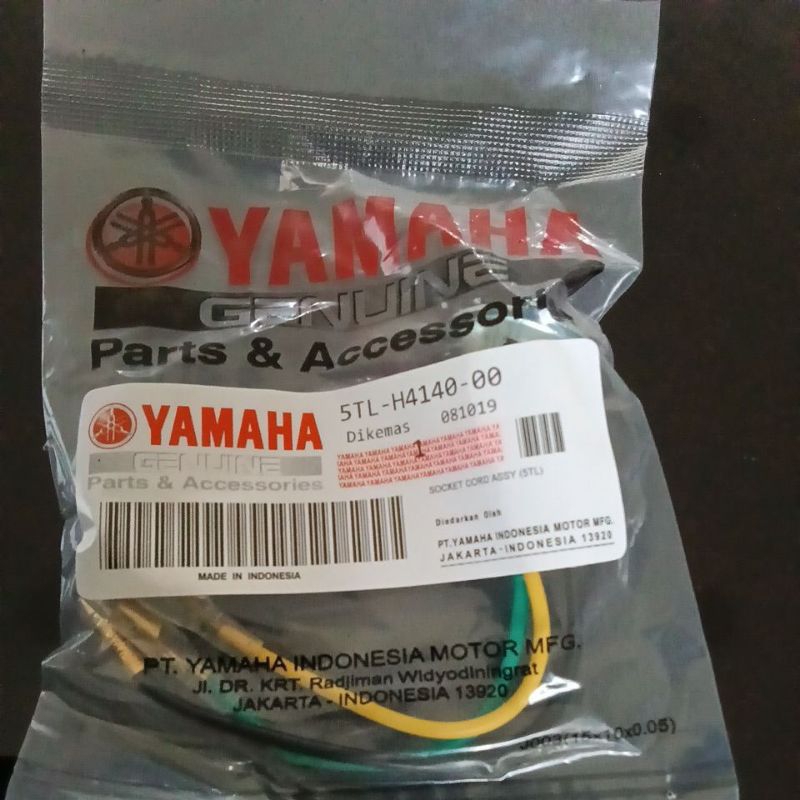 YAMAHA
GENUINE
Parts & Accessori
YAMAHA
GENUINE
Parts & Accessories
5TL-H4140-00
Dikemas 081019
1
SOCKET CORD ASSY (5TL)
Diedarkan Oleh
PT.YAMAHA INDONESIA MOTOR MFG.
JAKARTA-INDONESIA 13920
MADE IN INDONESIA
PT. YAMAHA INDONESIA MOTOR MFG.
Jl. DR. KRT. Radjiman Widyodiningrat
JAKARTA - INDONESIA 13920